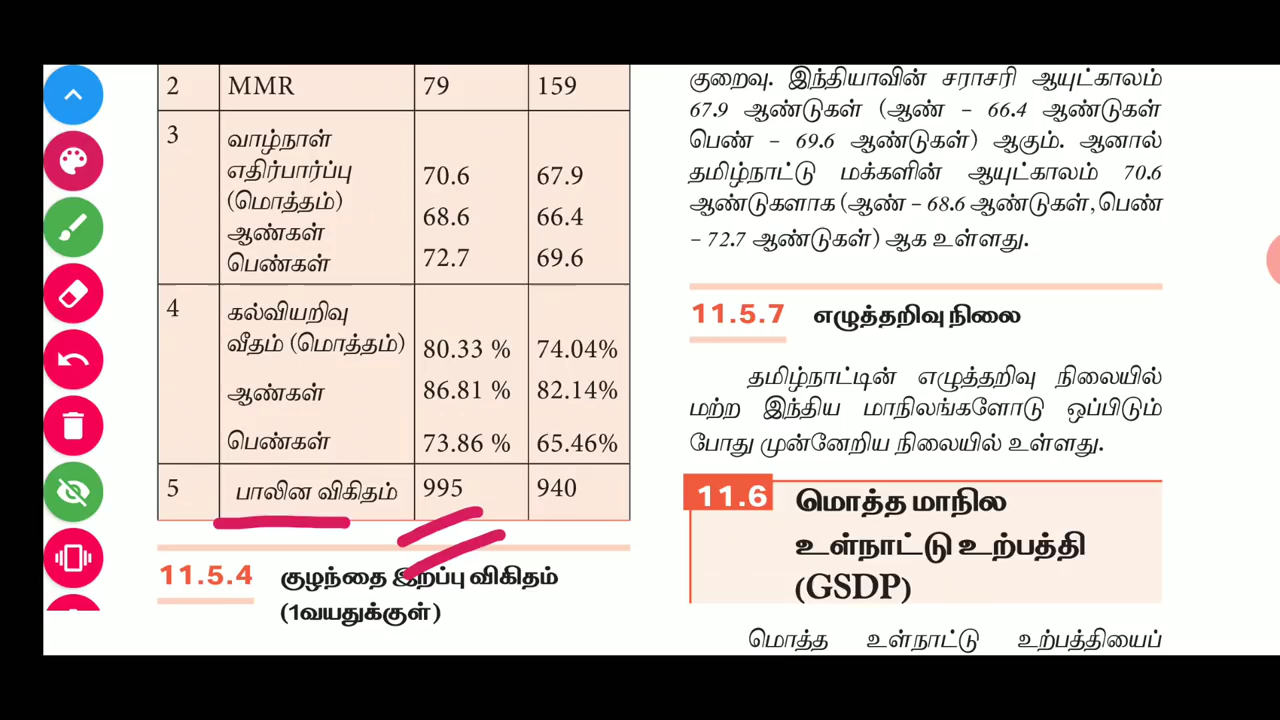 2 MMR 79 159
3 வாழ்நாள்
எதிர்பார்ப்பு 70.6 67.9
(மொத்தம்)
68.6 66.4
ஆண்கள்
பெண்கள் 72.7 69.6
4 கல்வியறிவு
வீதம் (மொத்தம்) 80.33 % 74.04%
ஆண்கள் 86.81 % 82.14%
பெண்கள் 73.86 % 65.46%
5 பாலின விகிதம் 995 940
11.5.4 குழந்தை இறப்பு விகிதம்
(1வயதுக்குள்)
குறைவு. இந்தியாவின் சராசரி ஆயுட்காலம்
67.9 ஆண்டுகள் (ஆண் – 66.4 ஆண்டுகள்
பெண் – 69.6 ஆண்டுகள்) ஆகும். ஆனால்
தமிழ்நாட்டு மக்களின் ஆயுட்காலம் 70.6
ஆண்டுகளாக (ஆண் – 68.6 ஆண்டுகள், பெண்
– 72.7 ஆண்டுகள்) ஆக உள்ளது.
11.5.7 எழுத்தறிவு நிலை
தமிழ்நாட்டின் எழுத்தறிவு நிலையில்
மற்ற இந்திய மாநிலங்களோடு ஒப்பிடும்
போது முன்னேறிய நிலையில் உள்ளது.
11.6 மொத்த மாநில
உள்நாட்டு உற்பத்தி
(GSDP)
மொத்த உள்நாட்டு உற்பத்தியைப்